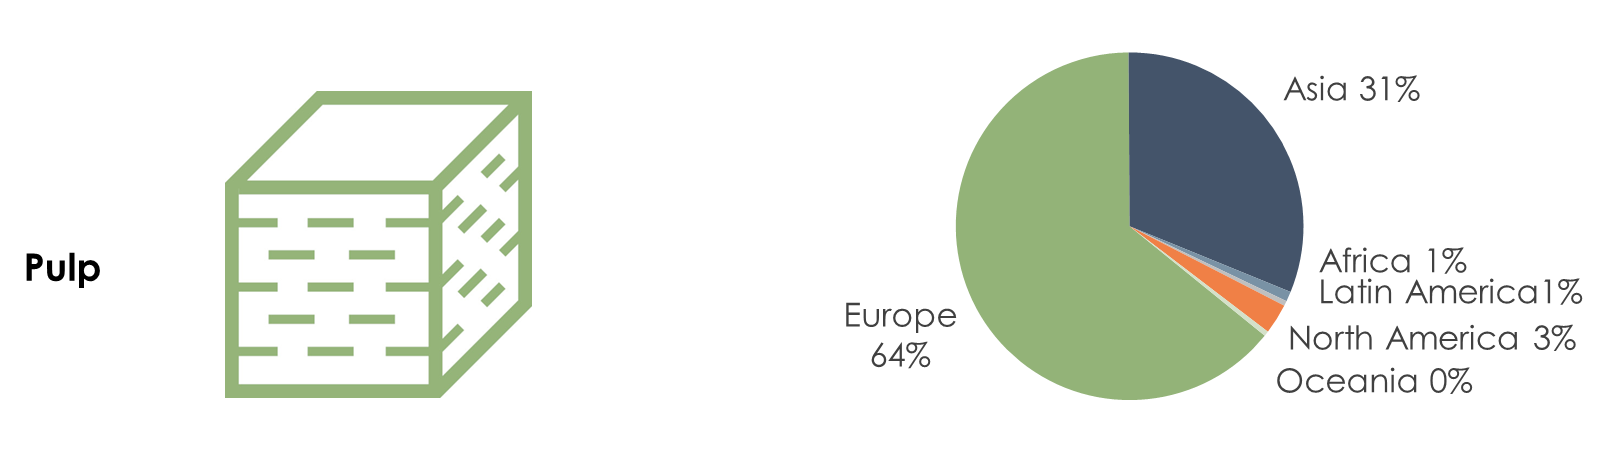 Pulp
Asia 31%
Africa 1%
Latin America1%
North America 3%
Oceania 0%
Europe
64%